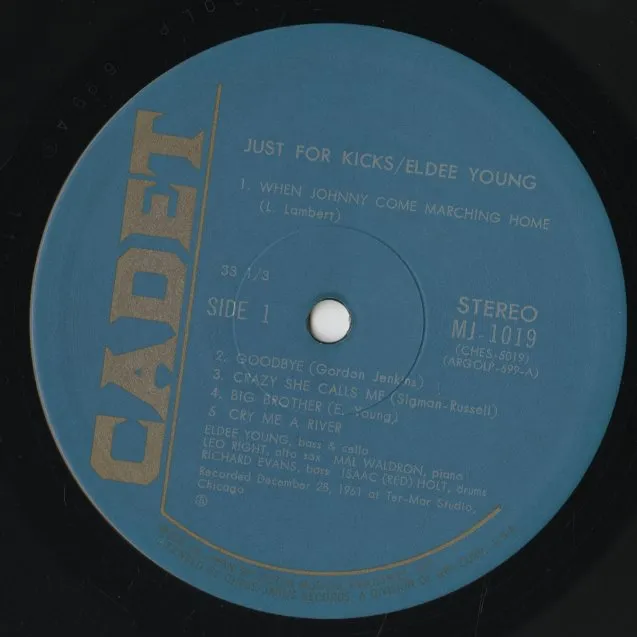 CADET
JUST FOR KICKS/ELDEE YOUNG
1. WHEN JOHNNY COME MARCHING HOME
(L. Lambert)
33 1/3
SIDE 1
STEREO
MJ-1019
(CHES-5019)
(ARGOLP-699-A)
2. GOODBYE (Gordon Jenkins)
3. CRAZY SHE CALLS ME (Sigman-Russell)
4. BIG BROTHER (E. Young)
5 CRY ME A RIVER
ELDEE YOUNG, bass & cello
LEO RIGHT, alto sax MAL WALDRON, piano
RICHARD EVANS, bass ISAAC (RED) HOLT, drums
Recorded December 28, 1961 at Ter-Mar Studio,
Chicago